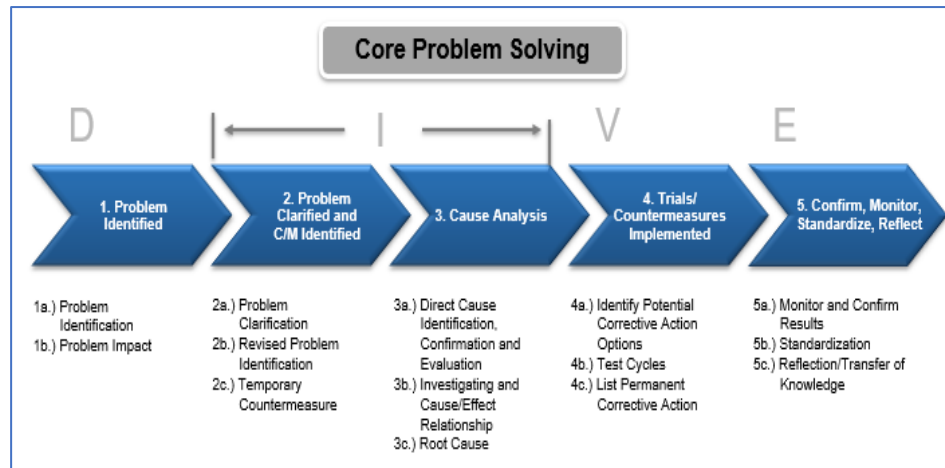 Core Problem Solving
D
I
V
E
1. Problem
Identified
2. Problem
Clarified and
C/M Identified
3. Cause Analysis
4. Trials/
Countermeasures
Implemented
5. Confirm, Monitor,
Standardize, Reflect
1a.) Problem
Identification
1b.) Problem Impact
2a.) Problem
Clarification
2b.) Revised Problem
Identification
2c.) Temporary
Countermeasure
3a.) Direct Cause
Identification,
Confirmation and
Evaluation
3b.) Investigating and
Cause/Effect
Relationship
3c.) Root Cause
4a.) Identify Potential
Corrective Action
Options
4b.) Test Cycles
4c.) List Permanent
Corrective Action
5a.) Monitor and Confirm
Results
5b.) Standardization
5c.) Reflection/Transfer of
Knowledge